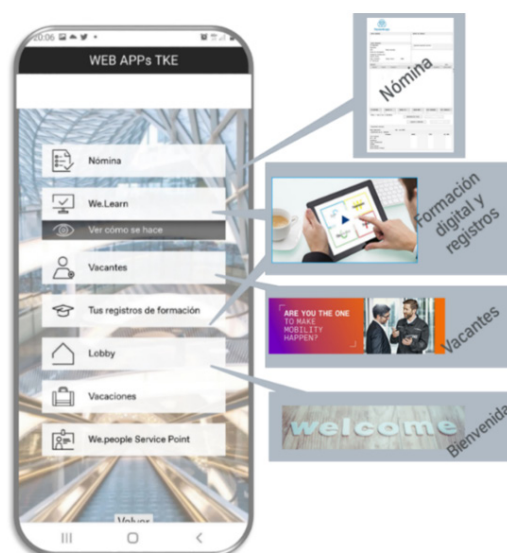 20:06
WEB APPs TKE
Nómina
We.Learn
Ver cómo se hace
Vacantes
Tus registros de formación
Lobby
Vacaciones
We.people Service Point
Volver
Nómina
Formación
digital y
registros
ARE YOU THE ONE
TO MAKE
MOBILITY
HAPPEN?
Vacantes
welcome
Bienvenida